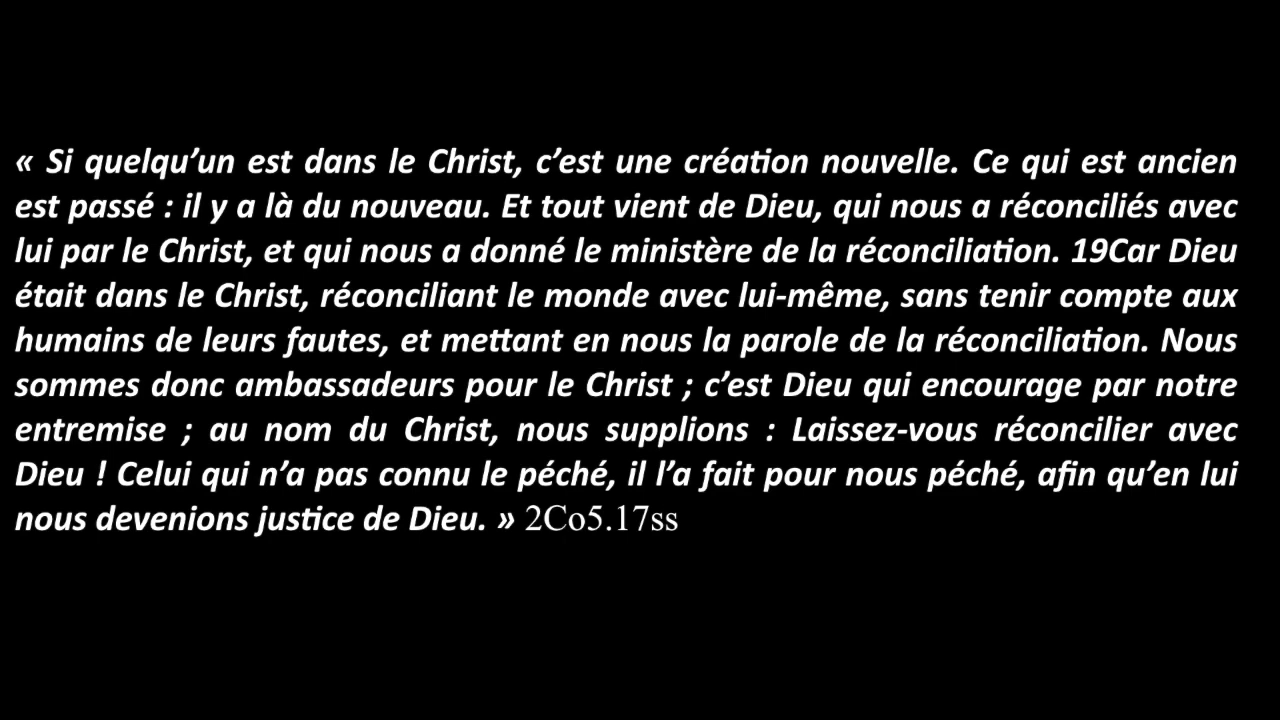 « Si quelqu’un est dans le Christ, c’est une création nouvelle. Ce qui est ancien
est passé : il y a là du nouveau. Et tout vient de Dieu, qui nous a réconciliés avec
lui par le Christ, et qui nous a donné le ministère de la réconciliation. 19Car Dieu
était dans le Christ, réconciliant le monde avec lui-même, sans tenir compte aux
humains de leurs fautes, et mettant en nous la parole de la réconciliation. Nous
sommes donc ambassadeurs pour le Christ ; c’est Dieu qui encourage par notre
entremise ; au nom du Christ, nous supplions : Laissez-vous réconcilier avec
Dieu ! Celui qui n’a pas connu le péché, il l’a fait pour nous péché, afin qu’en lui
nous devenions justice de Dieu. » 2Co5.17ss